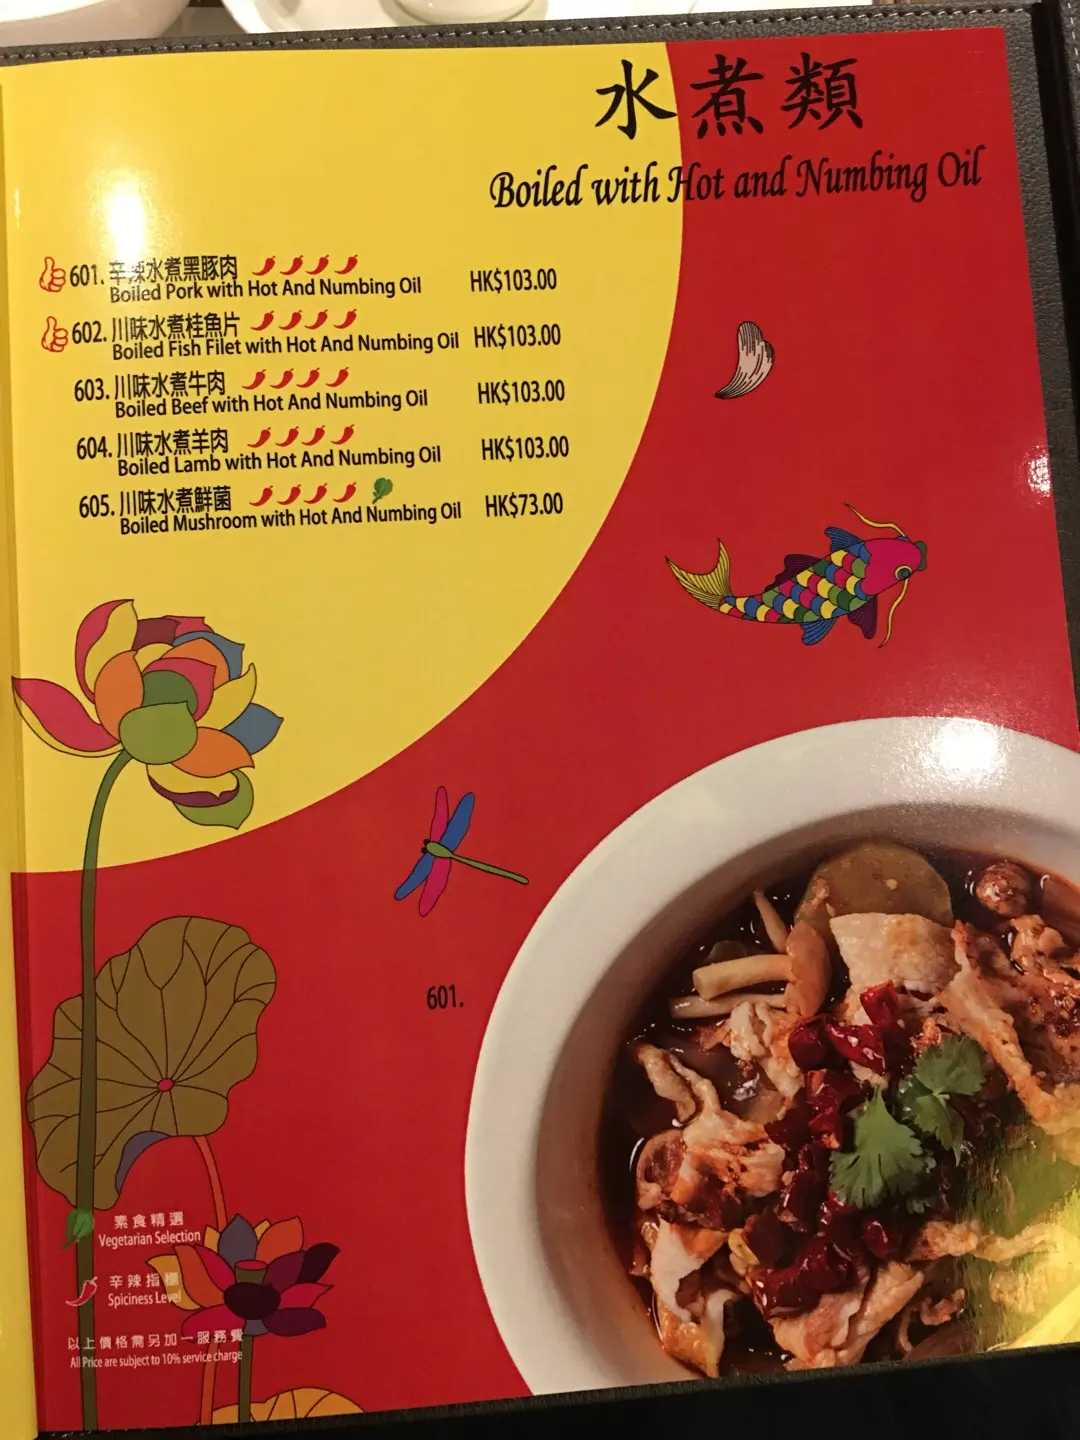 水煮類
Boiled with Hot and Numbing Oil
601. 辛辣水煮黑豚肉
Boiled Pork with Hot And Numbing Oil HK$103.00
602. 川味水煮桂魚片
Boiled Fish Filet with Hot And Numbing Oil HK$103.00
603. 川味水煮牛肉
Boiled Beef with Hot And Numbing Oil HK$103.00
604. 川味水煮羊肉
Boiled Lamb with Hot And Numbing Oil HK$103.00
605. 川味水煮鮮菌
Boiled Mushroom with Hot And Numbing Oil HK$73.00
601.
素食精選
Vegetarian Selection
辛辣指標
Spiciness Level
以上價格需另加一服務費
All Price are subject to 10% service charge